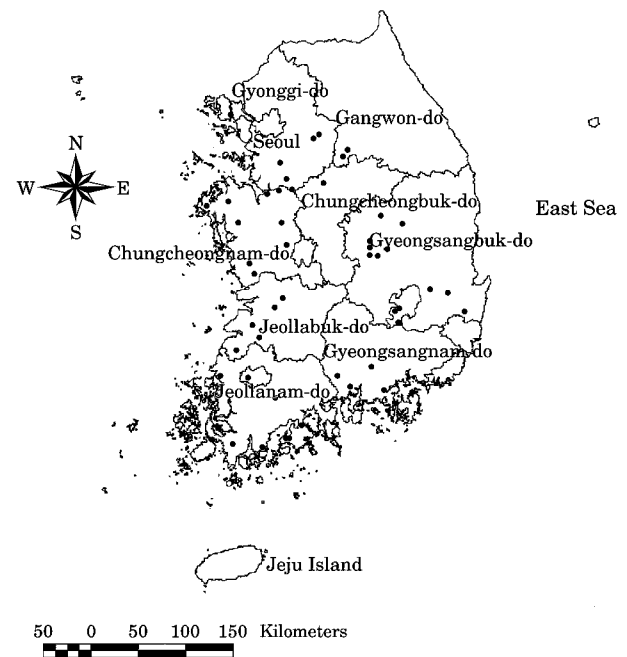 Gyonggi-do
Gangwon-do
Seoul
N
W E
S
Chungcheongbuk-do
East Sea
Gyeongsangbuk-do
Chungcheongnam-do
Jeollabuk-do
Gyeongsangnam-do
Jeollanam-do
Jeju Island
50 0 50 100 150 Kilometers